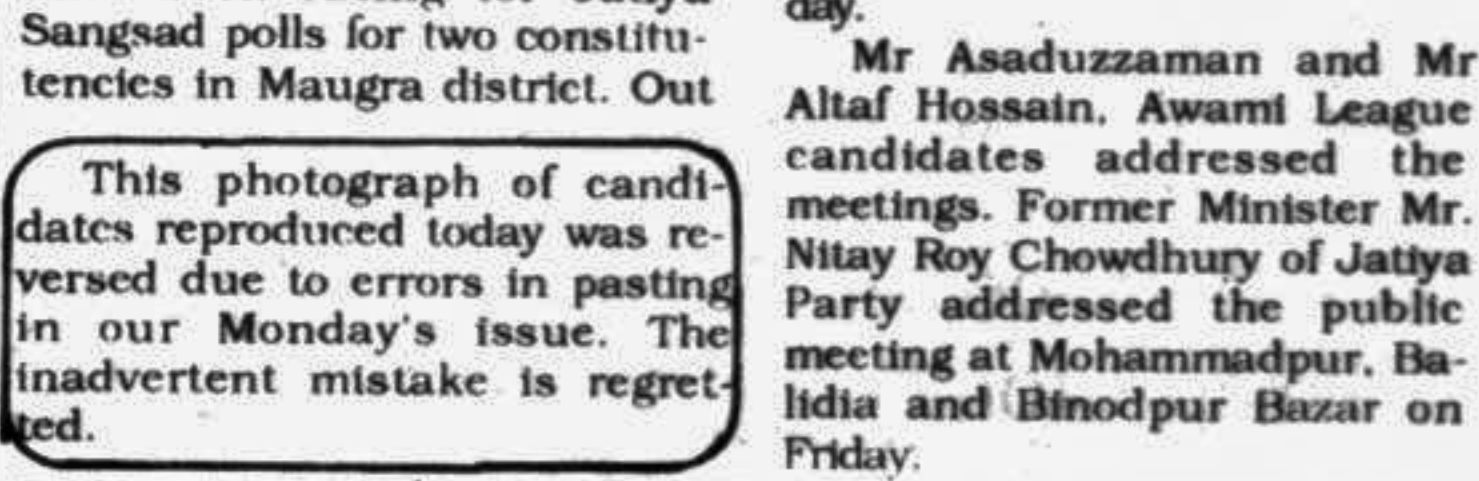 Sangsad polls for two constitu-
tencies in Maugra district. Out
This photograph of candi-
dates reproduced today was re-
versed due to errors in pasting
in our Monday's issue. The
inadvertent mistake is regret-
ted.
day.
Mr Asaduzzaman and Mr
Altaf Hossain, Awami League
candidates addressed the
meetings. Former Minister Mr.
Nitay Roy Chowdhury of Jatiya
Party addressed the public
meeting at Mohammadpur, Ba-
lidia and Binodpur Bazar on
Friday.